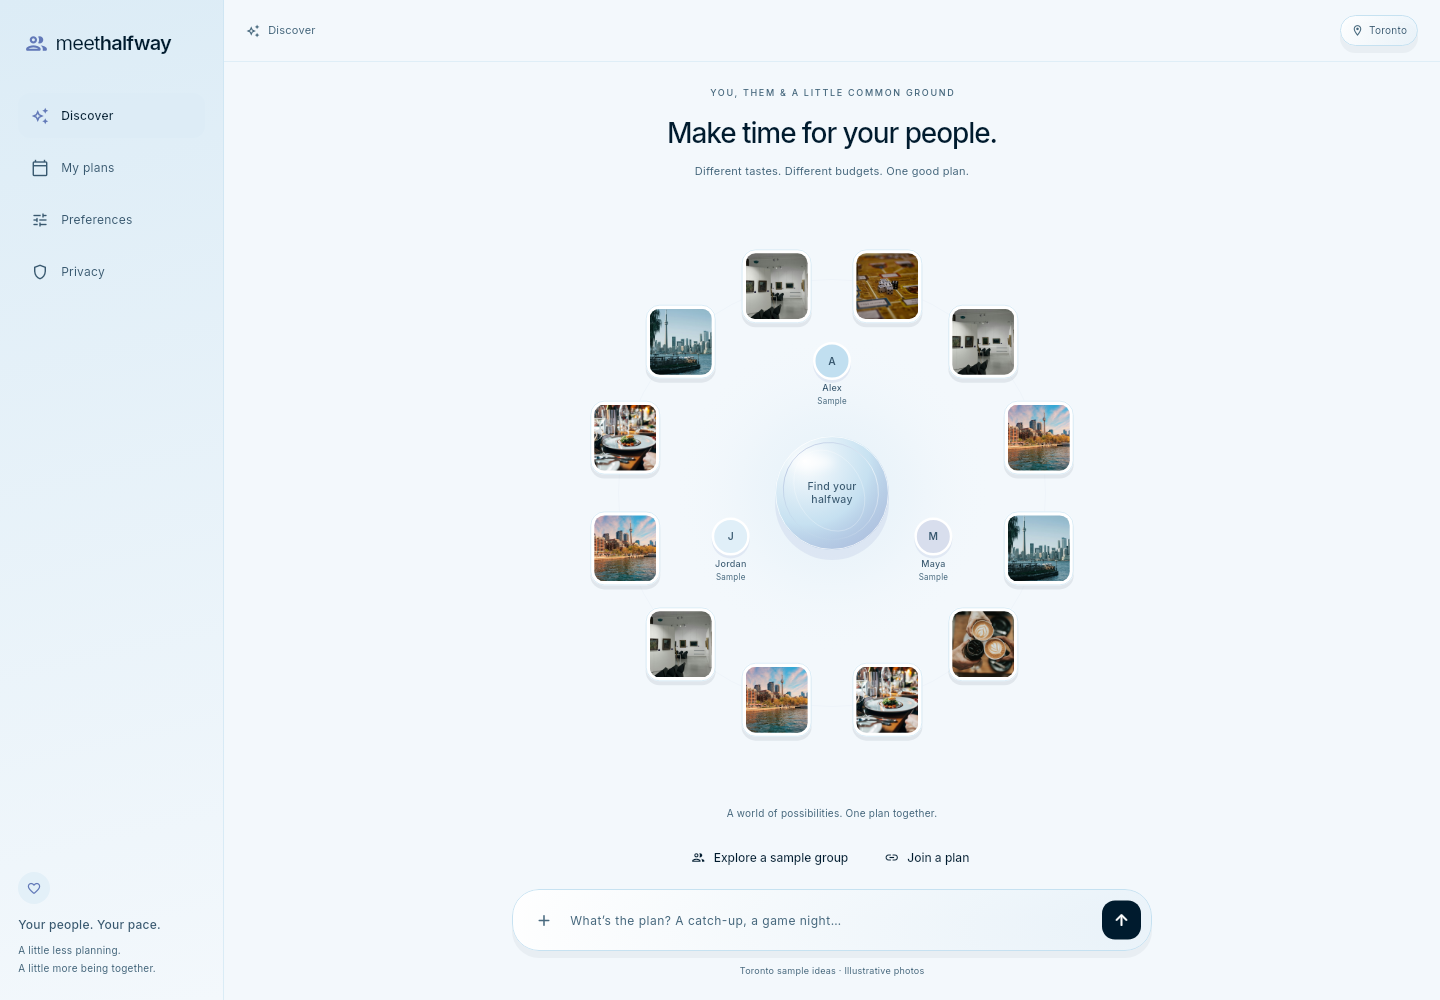 meethalfway
Discover
My plans
Preferences
Privacy
Your people. Your pace.
A little less planning.
A little more being together.
Discover
Toronto
YOU, THEM & A LITTLE COMMON GROUND
Make time for your people.
Different tastes. Different budgets. One good plan.
A
Alex
Sample
Find your
halfway
J
Jordan
Sample
M
Maya
Sample
A world of possibilities. One plan together.
Explore a sample group
Join a plan
What's the plan? A catch-up, a game night...
Toronto sample ideas · Illustrative photos